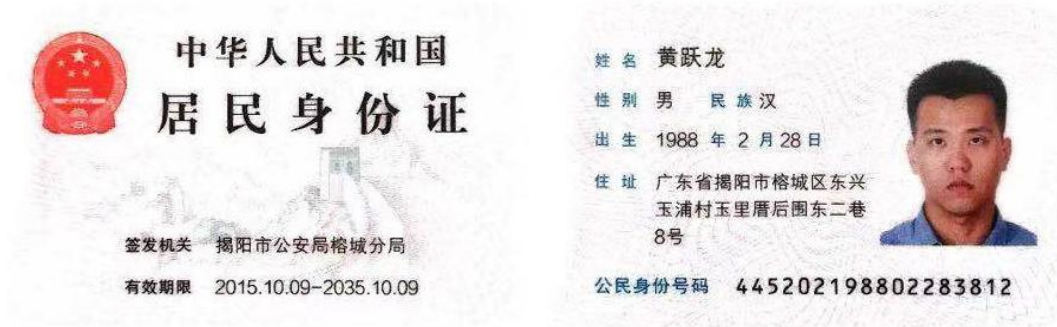 中华人民共和国
居民身份证
签发机关 揭阳市公安局榕城分局
有效期限 2015.10.09-2035.10.09
姓名 黄跃龙
性别 男 民族 汉
出生 1988 年 2 月 28 日
住址 广东省揭阳市榕城区东兴
玉浦村玉里厝后围东二巷
8号
公民身份号码 445202198802283812